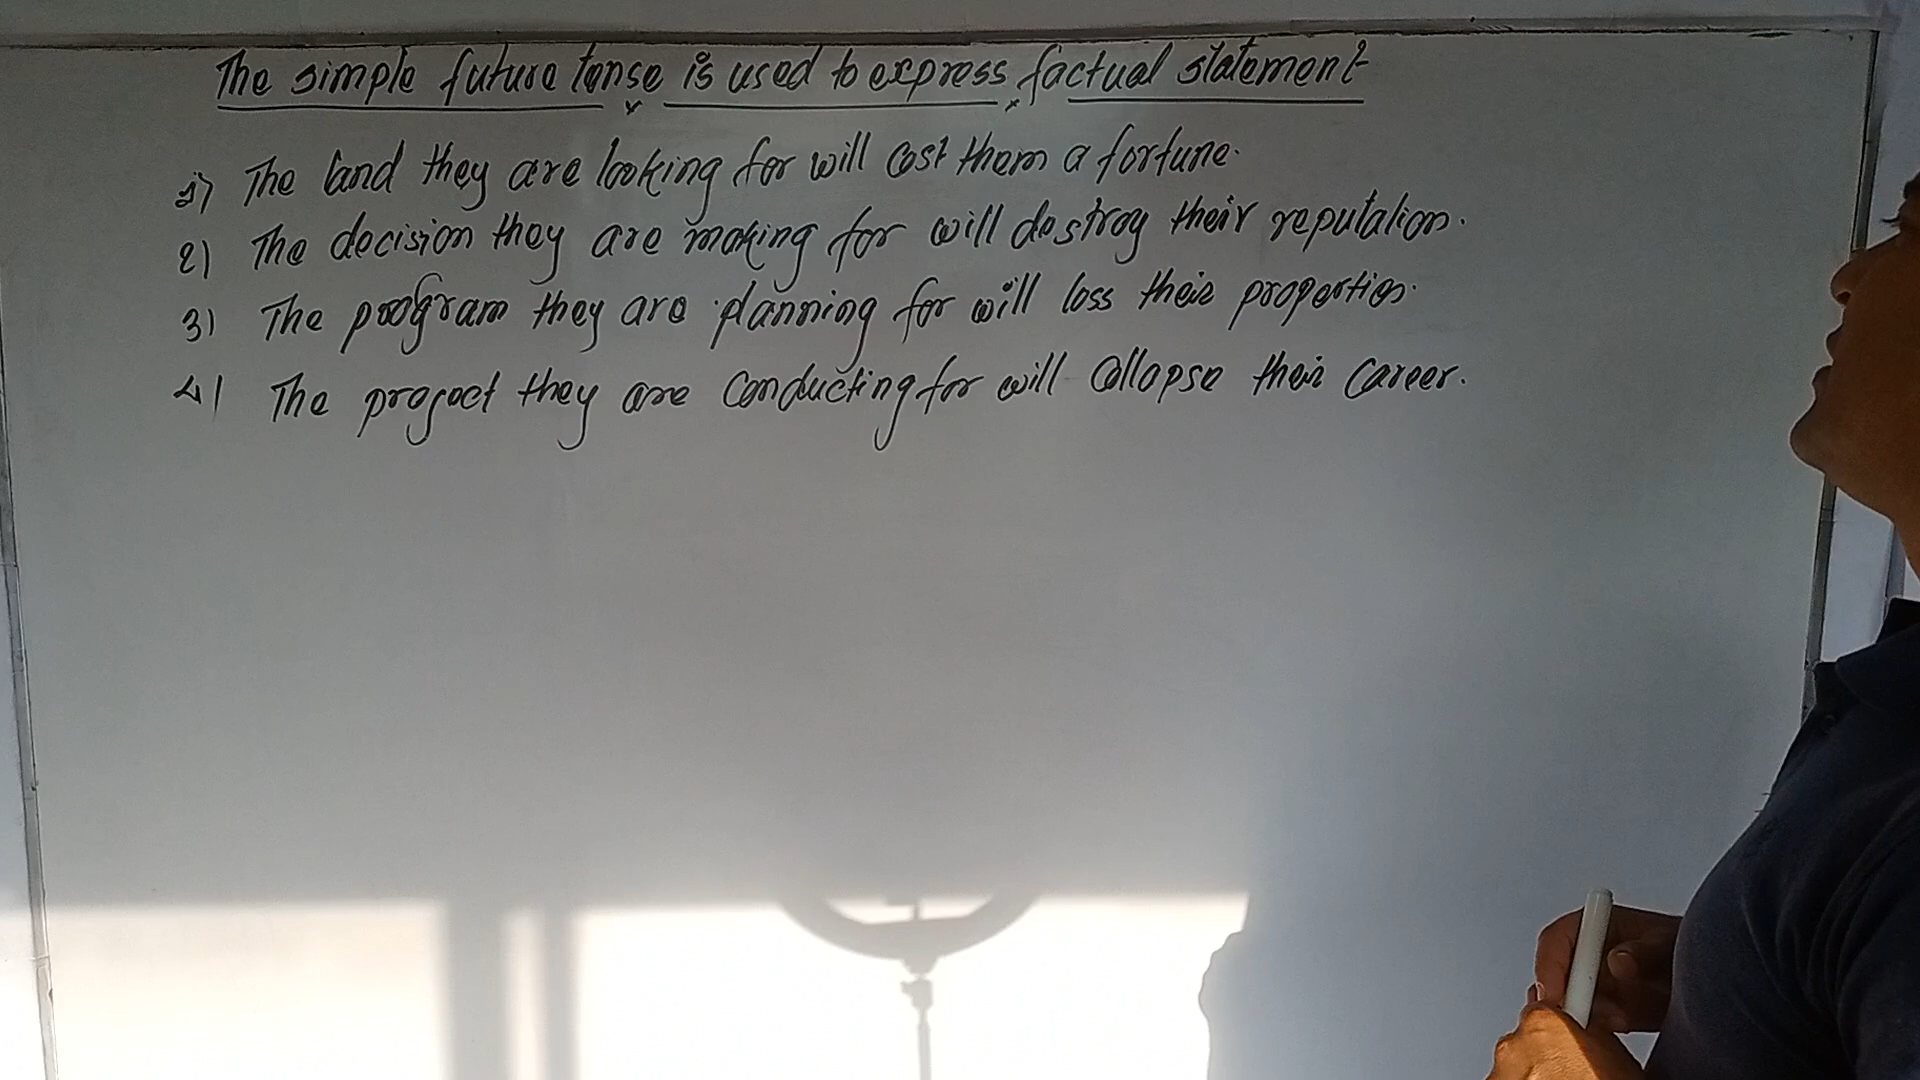 The simple future tense is used to express factual statement
1) The land they are looking for will cost them a fortune.
2) The decision they are making for will destroy their reputation.
3) The program they are planning for will loss their properties.
4) The project they are conducting for will collapse their career.